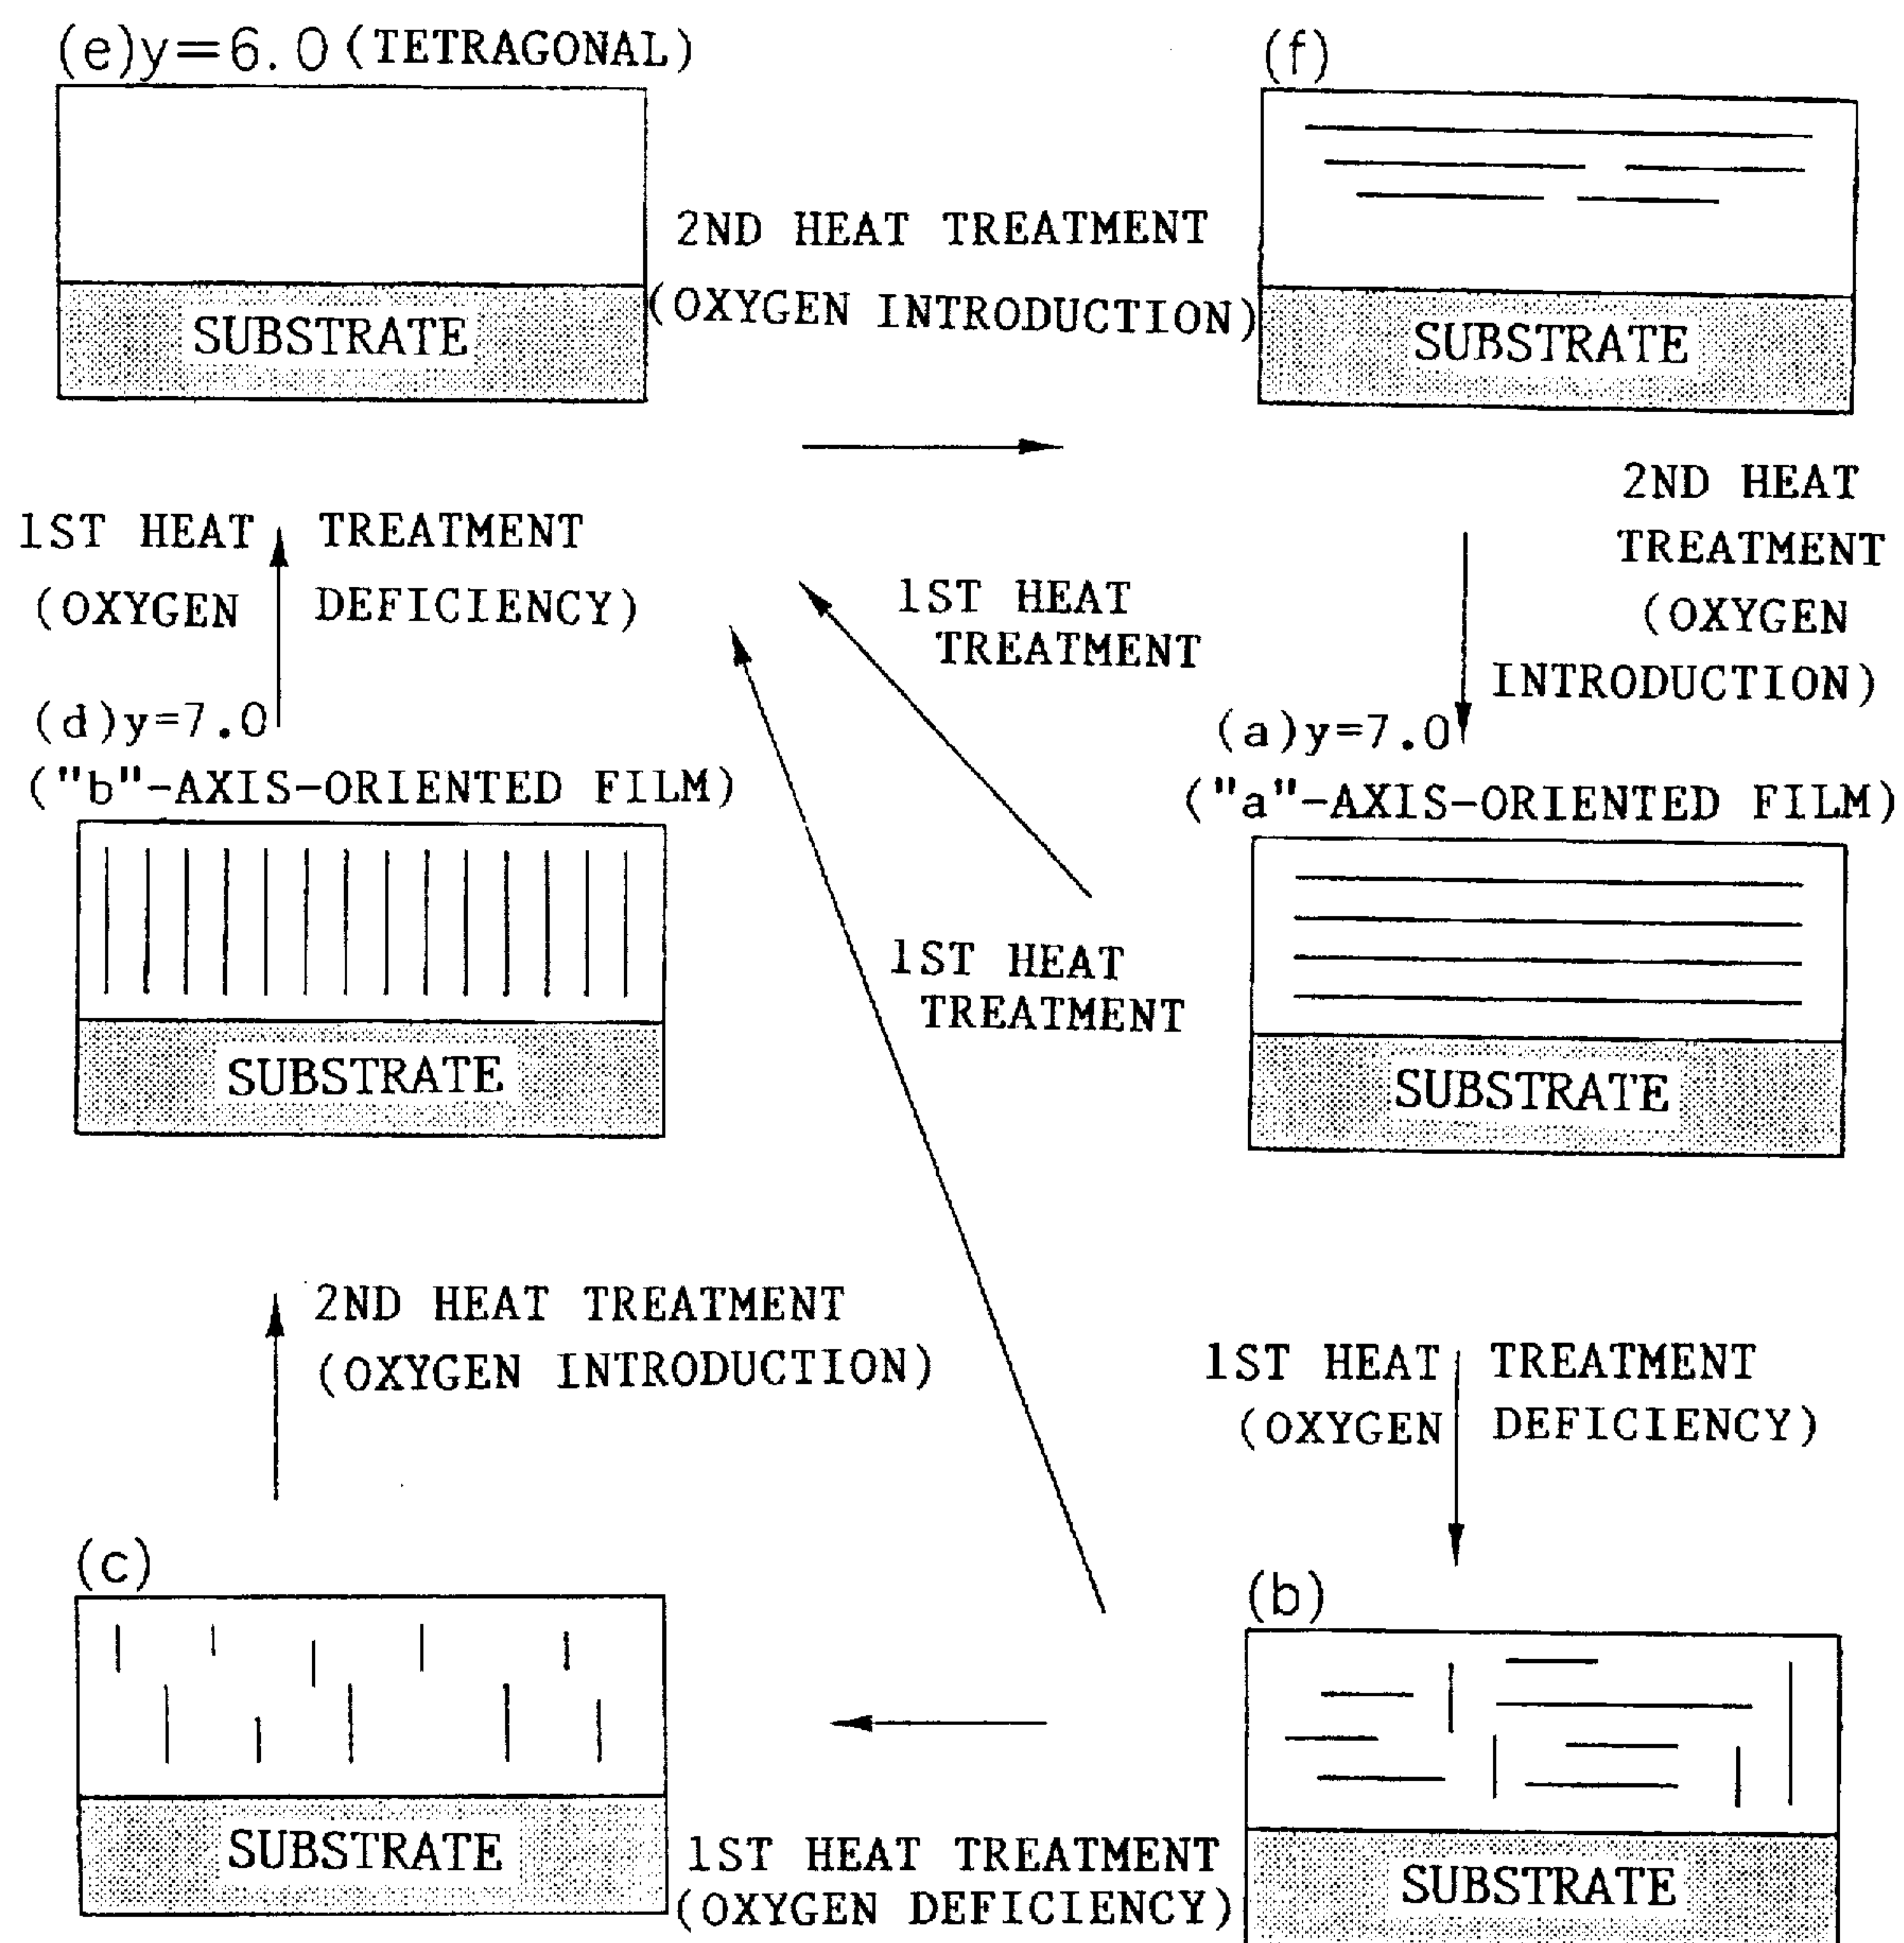 (e)y=6.0 (TETRAGONAL)
SUBSTRATE
2ND HEAT TREATMENT
(OXYGEN INTRODUCTION)
(f)
SUBSTRATE
1ST HEAT TREATMENT
(OXYGEN DEFICIENCY)
2ND HEAT
TREATMENT
(OXYGEN
INTRODUCTION)
1ST HEAT
TREATMENT
(d)y=7.0
("b"-AXIS-ORIENTED FILM)
SUBSTRATE
(a)y=7.0
("a"-AXIS-ORIENTED FILM)
SUBSTRATE
1ST HEAT
TREATMENT
2ND HEAT TREATMENT
(OXYGEN INTRODUCTION)
1ST HEAT TREATMENT
(OXYGEN DEFICIENCY)
(c)
SUBSTRATE
1ST HEAT TREATMENT
(OXYGEN DEFICIENCY)
(b)
SUBSTRATE